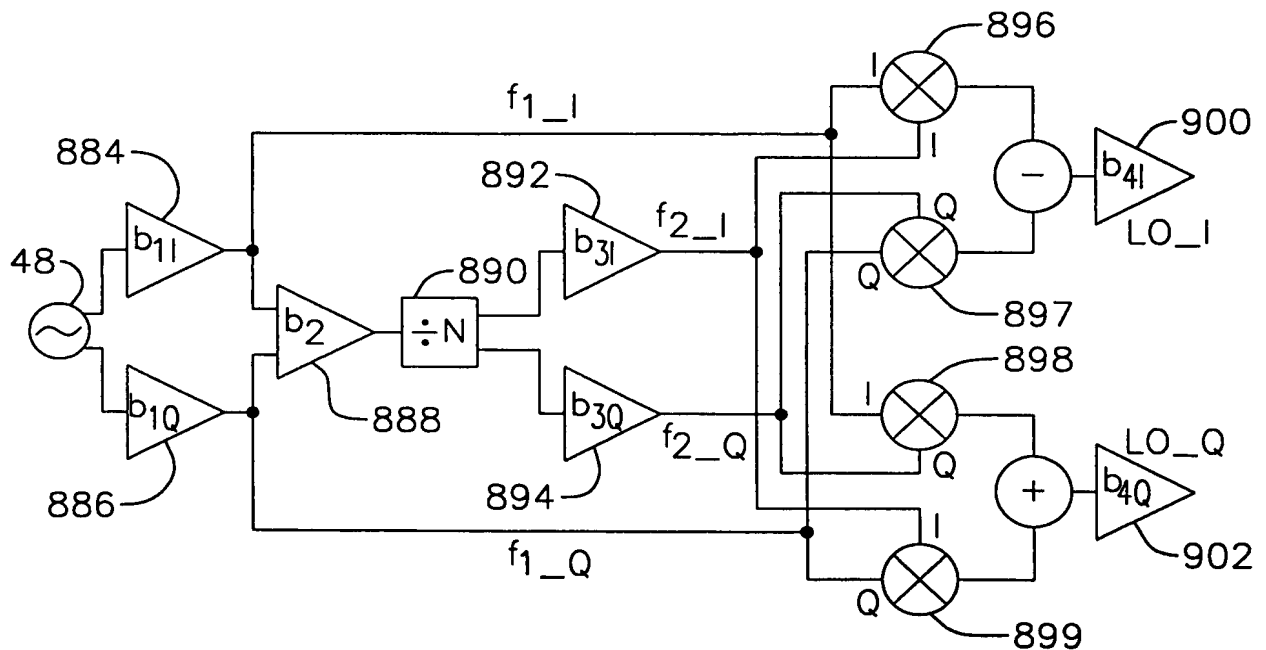 896
I
f1_I
884
900
I
892
b4I
−
Q
f2_I
b1I
b3I
LO_I
48
890
Q
897
b2
÷N
898
I
888
b3Q
b1Q
LO_Q
f2_Q
Q
+
b4Q
886
894
I
f1_Q
902
Q
899